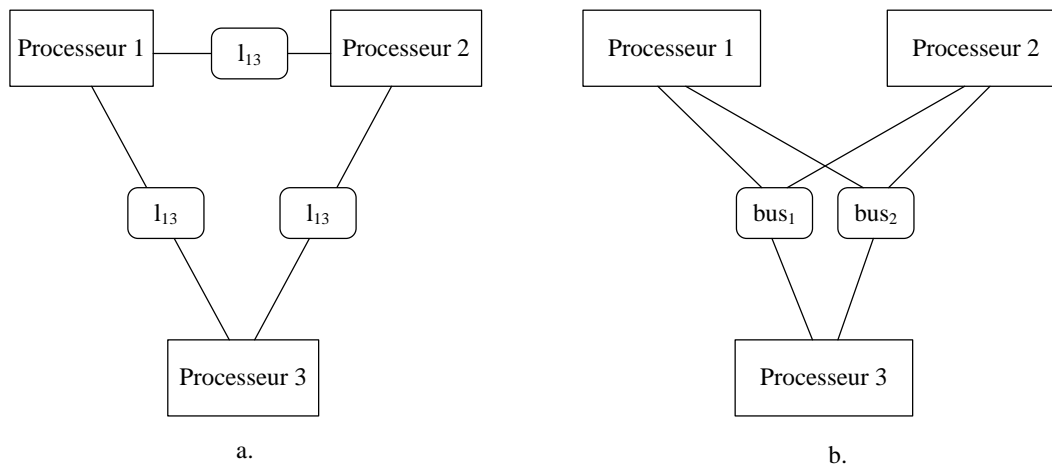 Processeur 1
l₁₃
Processeur 2
l₁₃
l₁₃
Processeur 3
a.
Processeur 1
Processeur 2
bus₁
bus₂
Processeur 3
b.